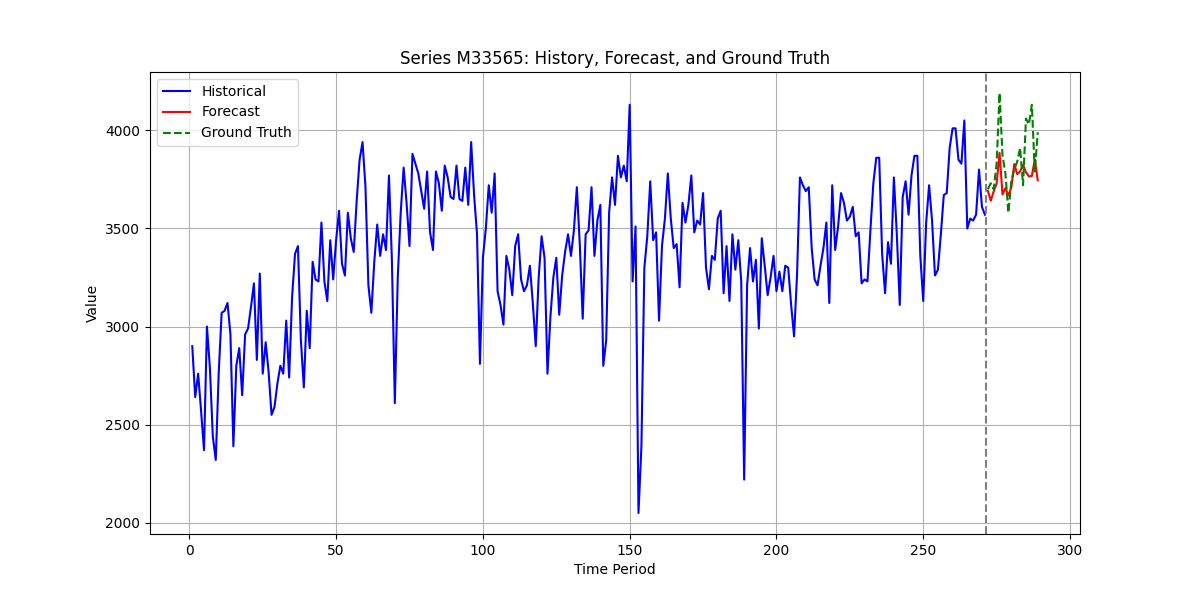 Series M33565: History, Forecast, and Ground Truth
Historical
Forecast
Ground Truth
4000
3500
3000
2500
2000
Value
0 50 100 150 200 250 300
Time Period